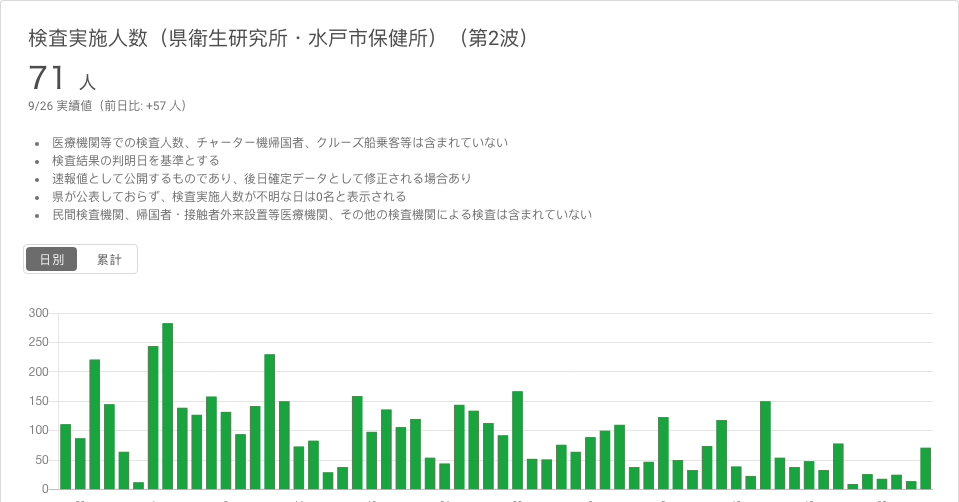 検査実施人数（県衛生研究所・水戸市保健所）（第2波）
71 人
9/26 実績値（前日比: +57 人）
医療機関等での検査人数、チャーター機帰国者、クルーズ船乗客等は含まれていない
検査結果の判明日を基準とする
速報値として公開するものであり、後日確定データとして修正される場合あり
県が公表しておらず、検査実施人数が不明な日は0名と表示される
民間検査機関、帰国者・接触者外来設置等医療機関、その他の検査機関による検査は含まれていない
日別 累計
300
250
200
150
100
50
0